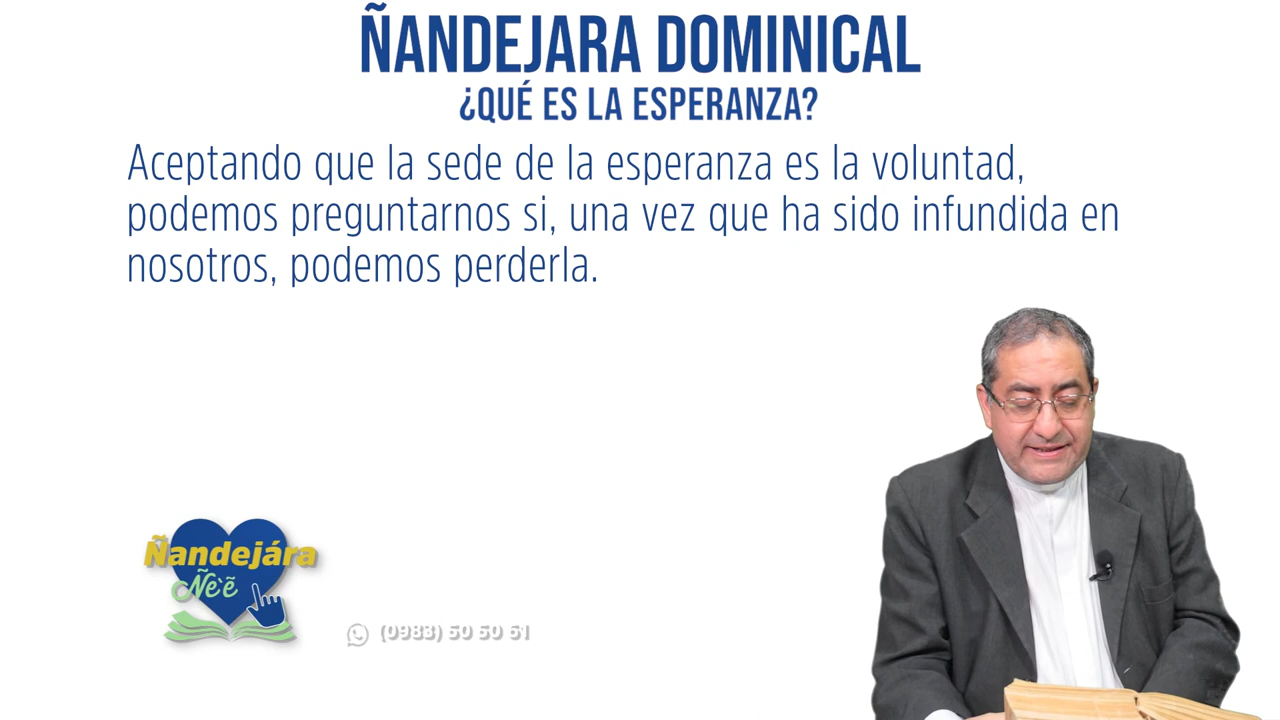 ÑANDEJARA DOMINICAL
¿QUÉ ES LA ESPERANZA?
Aceptando que la sede de la esperanza es la voluntad,
podemos preguntarnos si, una vez que ha sido infundida en
nosotros, podemos perderla.
Ñandejára
Ñe'ẽ
(0983) 50 50 51